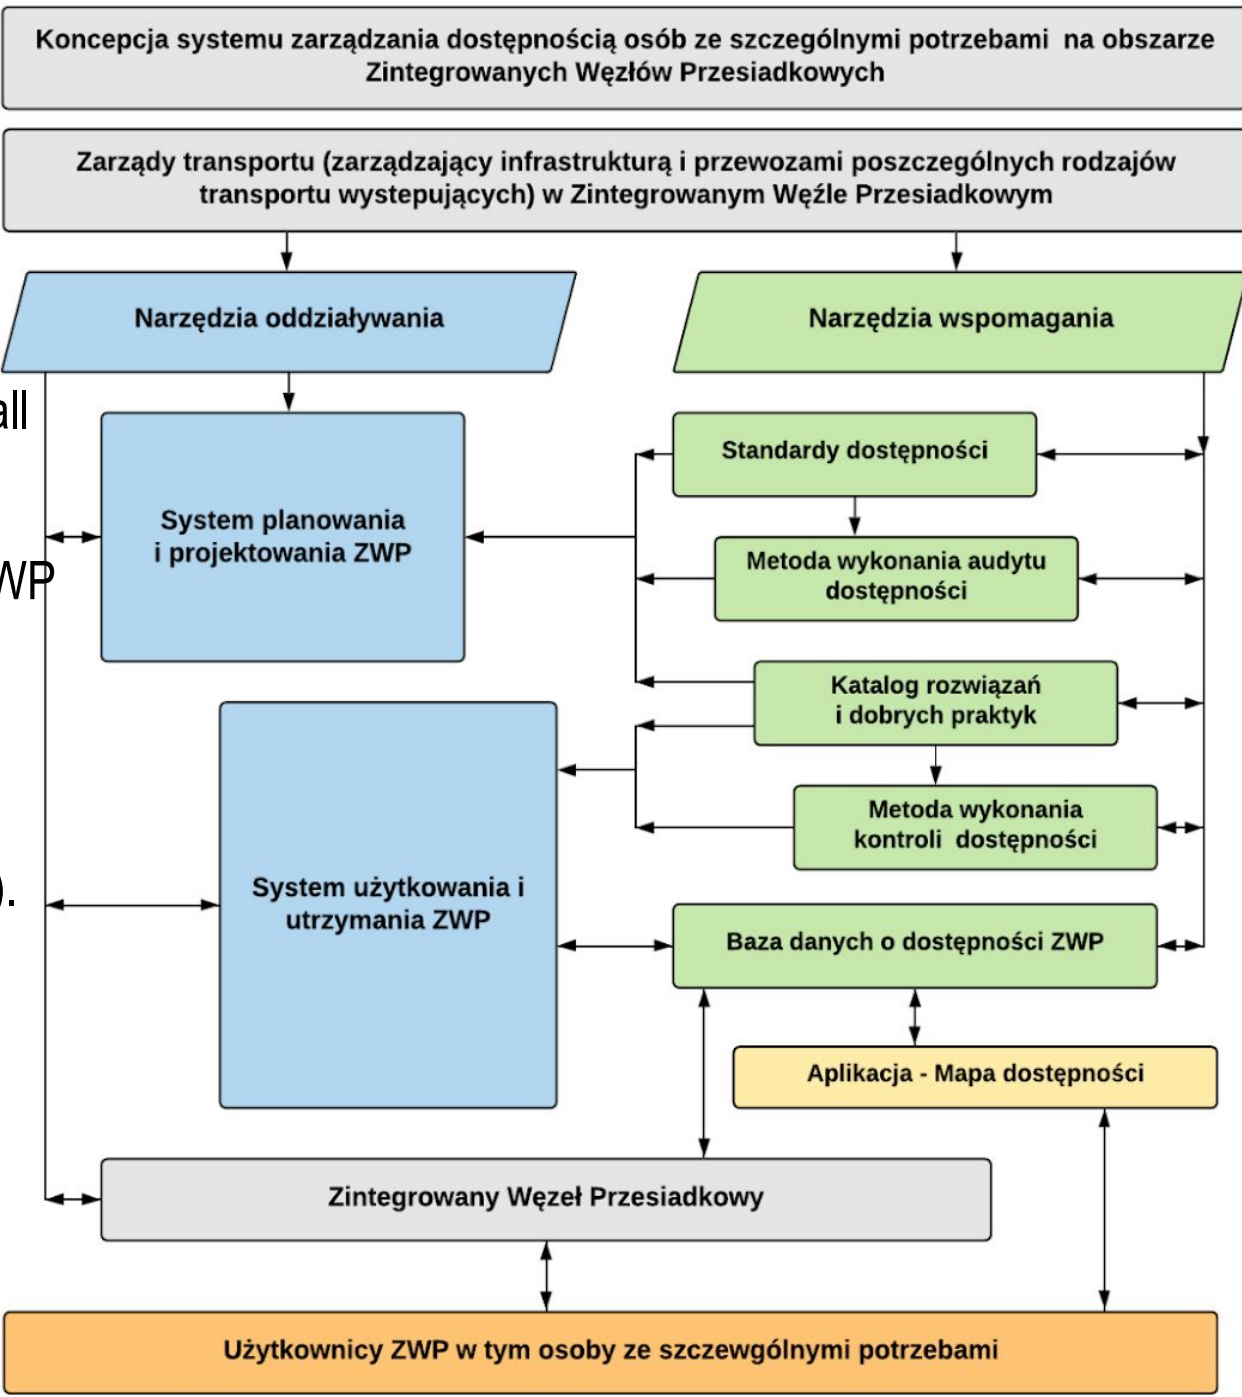 Koncepcja systemu zarządzania dostępnością osób ze szczególnymi potrzebami na obszarze
Zintegrowanych Węzłów Przesiadkowych
Zarządy transportu (zarządzający infrastrukturą i przewozami poszczególnych rodzajów
transportu wystepujących) w Zintegrowanym Węźle Przesiadkowym
Narzędzia oddziaływania
Narzędzia wspomagania
all
Standardy dostępności
System planowania
i projektowania ZWP
Metoda wykonania audytu
dostępności
WP
Katalog rozwiązań
i dobrych praktyk
Metoda wykonania
kontroli dostępności
).
System użytkowania i
utrzymania ZWP
Baza danych o dostępności ZWP
Aplikacja - Mapa dostępności
Zintegrowany Węzeł Przesiadkowy
Użytkownicy ZWP w tym osoby ze szczewgólnymi potrzebami